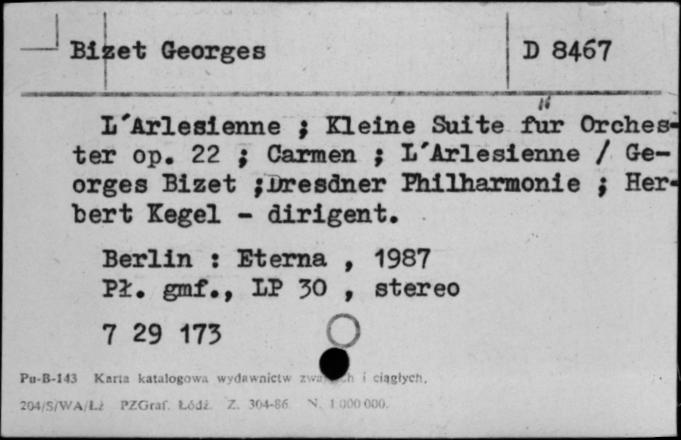 Bizet Georges D 8467
L'Arlesienne ; Kleine Suite für Orches-
ter op. 22 ; Carmen ; L'Arlesienne / Ge-
orges Bizet ;Dresdner Philharmonie ; Her-
bert Kegel - dirigent.
Berlin : Eterna , 1987
Pł. gmf., LP 30 , stereo
7 29 173
Pu-B-143 Karta katalogowa wydawnictw i ciągłych.
204/S/WA/Łż PZGraf. Łódź. Z. 304-86 N. 1 000 000.